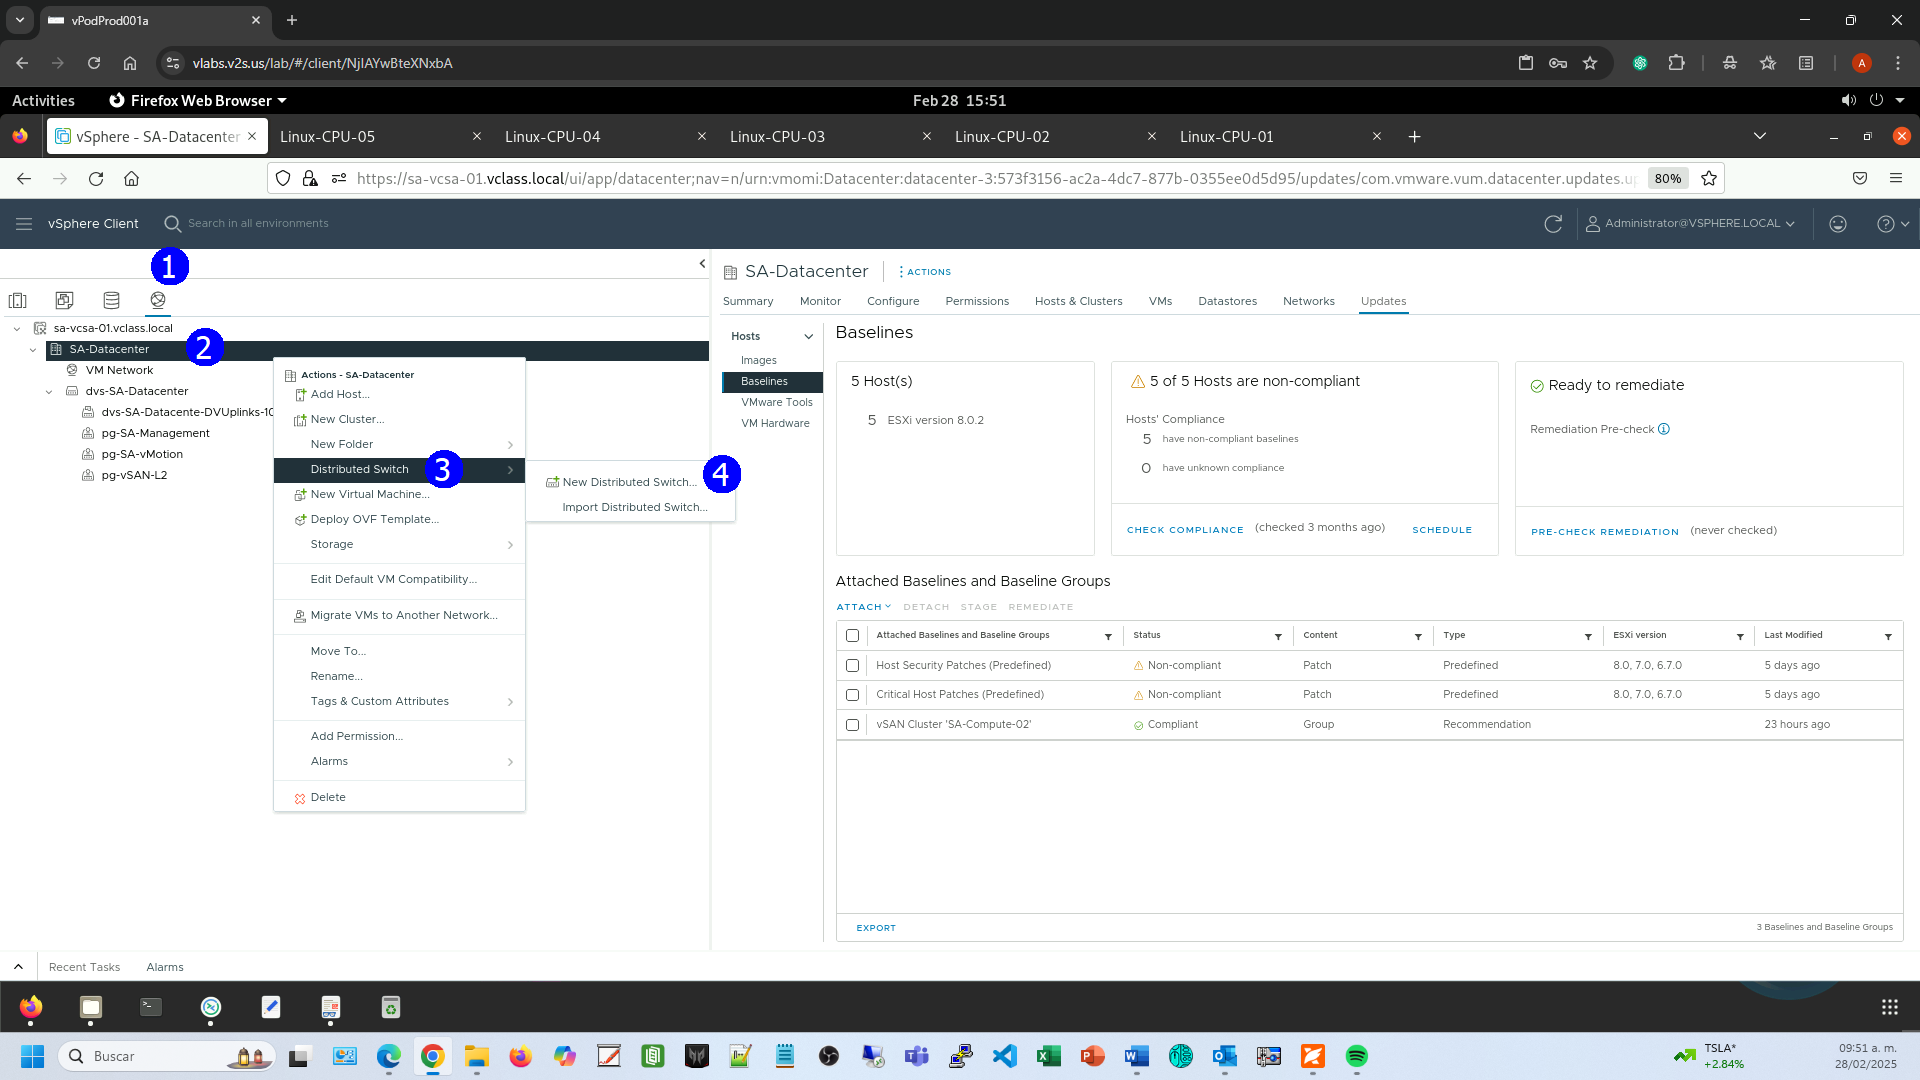 vPodProd001a
vlabs.v2s.us/lab/#/client/NjIAYwBteXNxbA
A
Activities
Firefox Web Browser
Feb 28 15:51
vSphere - SA-Datacenter
Linux-CPU-05
Linux-CPU-04
Linux-CPU-03
Linux-CPU-02
Linux-CPU-01
https://sa-vcsa-01.vclass.local/ui/app/datacenter;nav=n/urn:vmomi:Datacenter:datacenter-3:573f3156-ac2a-4dc7-877b-0355ee0d5d95/updates/com.vmware.vum.datacenter.updates.u
80%
vSphere Client
Search in all environments
Administrator@VSPHERE.LOCAL
1
sa-vcsa-01.vclass.local
SA-Datacenter
2
VM Network
dvs-SA-Datacenter
dvs-SA-Datacente-DVUplinks-10
pg-SA-Management
pg-SA-vMotion
pg-vSAN-L2
Actions - SA-Datacenter
Add Host...
New Cluster...
New Folder
Distributed Switch
3
New Virtual Machine...
Deploy OVF Template...
Storage
Edit Default VM Compatibility...
Migrate VMs to Another Network...
Move To...
Rename...
Tags & Custom Attributes
Add Permission...
Alarms
Delete
New Distributed Switch...
4
Import Distributed Switch...
SA-Datacenter
ACTIONS
Summary
Monitor
Configure
Permissions
Hosts & Clusters
VMs
Datastores
Networks
Updates
Hosts
Images
Baselines
VMware Tools
VM Hardware
Baselines
5 Host(s)
5 ESXi version 8.0.2
5 of 5 Hosts are non-compliant
Hosts' Compliance
5 have non-compliant baselines
0 have unknown compliance
CHECK COMPLIANCE (checked 3 months ago) SCHEDULE
Ready to remediate
Remediation Pre-check
PRE-CHECK REMEDIATION (never checked)
Attached Baselines and Baseline Groups
ATTACH DETACH STAGE REMEDIATE
Attached Baselines and Baseline Groups Status Content Type ESXi version Last Modified
Host Security Patches (Predefined) Non-compliant Patch Predefined 8.0, 7.0, 6.7.0 5 days ago
Critical Host Patches (Predefined) Non-compliant Patch Predefined 8.0, 7.0, 6.7.0 5 days ago
vSAN Cluster 'SA-Compute-02' Compliant Group Recommendation 23 hours ago
EXPORT
3 Baselines and Baseline Groups
Recent Tasks
Alarms
Buscar
TSLA*
+2.84%
09:51 a. m.
28/02/2025